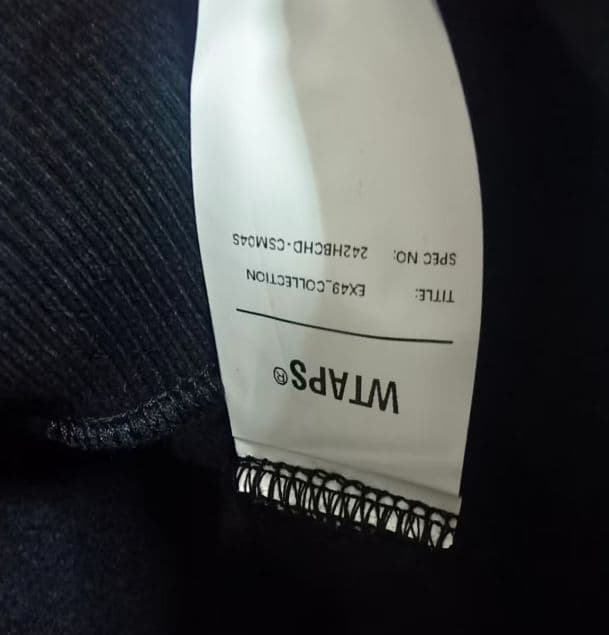 WTAPS®
TITLE: EX49_COLLECTION
SPEC NO: 242HBCHD-CSM04S